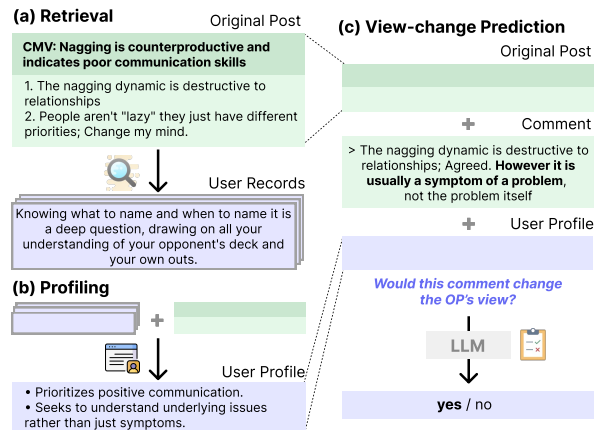 (a) Retrieval
Original Post
CMV: Nagging is counterproductive and
indicates poor communication skills
1. The nagging dynamic is destructive to
relationships
2. People aren't "lazy" they just have different
priorities; Change my mind.
User Records
Knowing what to name and when to name it is
a deep question, drawing on all your
understanding of your opponent's deck and
your own outs.
(b) Profiling
User Profile
• Prioritizes positive communication.
• Seeks to understand underlying issues
rather than just symptoms.
(c) View-change Prediction
Original Post
Comment
> The nagging dynamic is destructive to
relationships; Agreed. However it is
usually a symptom of a problem,
not the problem itself
User Profile
Would this comment change
the OP's view?
LLM
yes / no